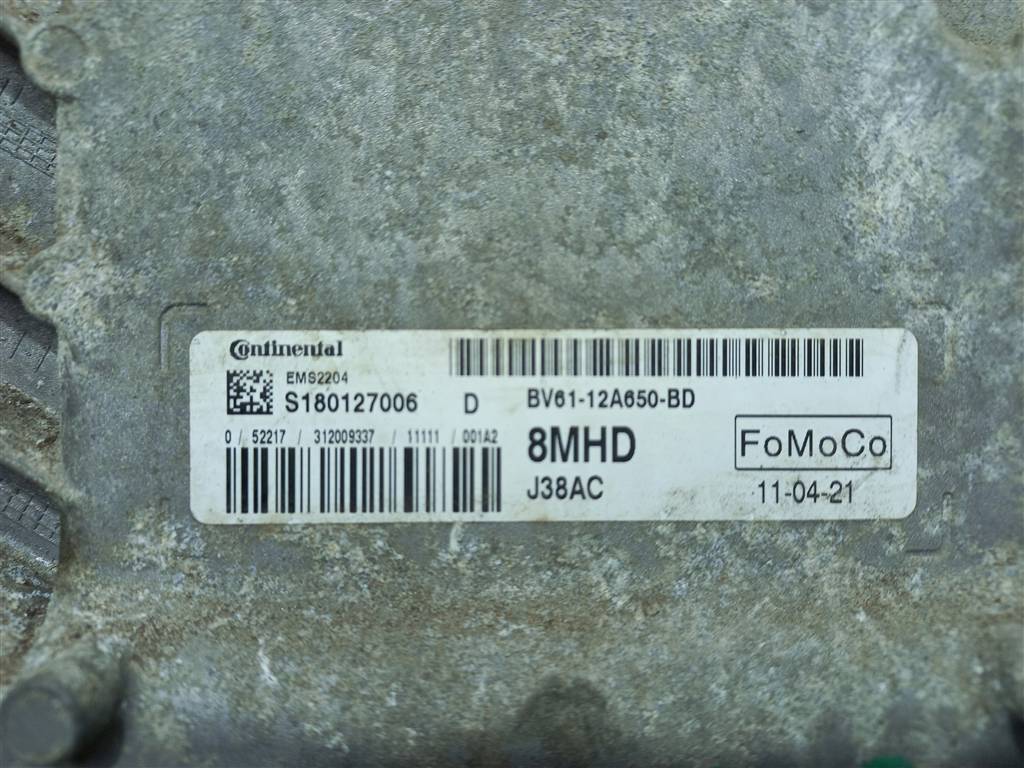 Continental
EMS2204
S180127006 D
0 / 52217 / 312009337 / 11111 / 001A2
BV61-12A650-BD
8MHD
J38AC
FoMoCo
11-04-21